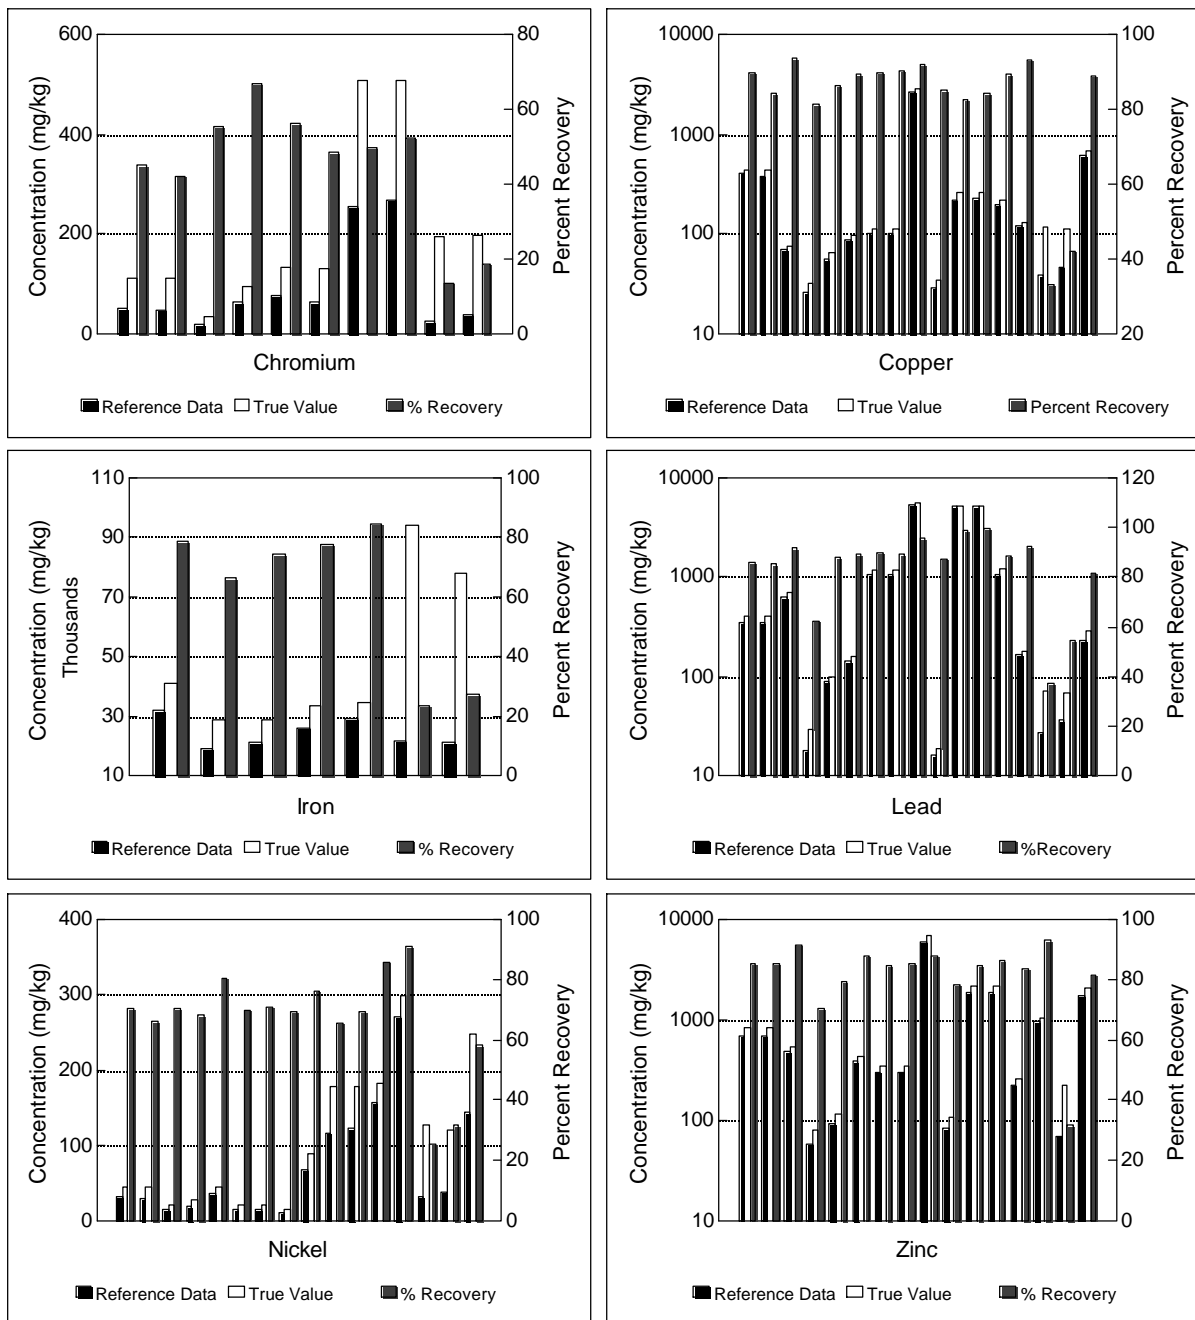 600
400
200
0
Concentration (mg/kg)
80
60
40
20
0
Percent Recovery
Chromium
Reference Data True Value % Recovery
10000
1000
100
10
Concentration (mg/kg)
100
80
60
40
20
Percent Recovery
Copper
Reference Data True Value Percent Recovery
110
90
70
50
30
10
Concentration (mg/kg)
Thousands
100
80
60
40
20
0
Percent Recovery
Iron
Reference Data True Value % Recovery
10000
1000
100
10
Concentration (mg/kg)
120
100
80
60
40
20
0
Percent Recovery
Lead
Reference Data True Value %Recovery
400
300
200
100
0
Concentration (mg/kg)
100
80
60
40
20
0
Percent Recovery
Nickel
Reference Data True Value % Recovery
10000
1000
100
10
Concentration (mg/kg)
100
80
60
40
20
0
Percent Recovery
Zinc
Reference Data True Value % Recovery